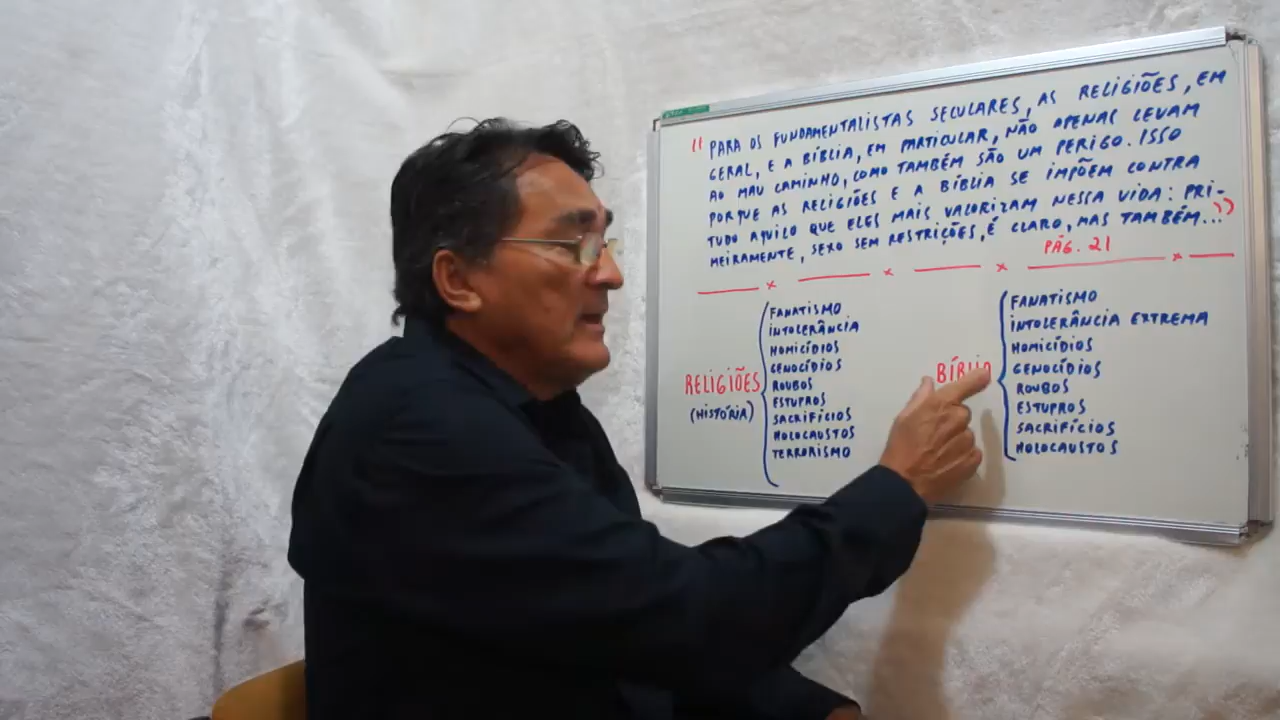 " PARA OS FUNDAMENTALISTAS SECULARES, AS RELIGIÕES, EM
GERAL, E A BÍBLIA, EM PARTICULAR, NÃO APENAS LEVAM
AO MAU CAMINHO, COMO TAMBÉM SÃO UM PERIGO. ISSO
PORQUE AS RELIGIÕES E A BÍBLIA SE IMPÕEM CONTRA
TUDO AQUILO QUE ELES MAIS VALORIZAM NESSA VIDA: PRI-
MEIRAMENTE, SEXO SEM RESTRIÇÕES, É CLARO, MAS TAMBÉM... "
PÁG. 21
RELIGIÕES
(HISTÓRIA)
FANATISMO
INTOLERÂNCIA
HOMICÍDIOS
GENOCÍDIOS
ROUBOS
ESTUPROS
SACRIFÍCIOS
HOLOCAUSTOS
TERRORISMO
BÍBLIA
FANATISMO
INTOLERÂNCIA EXTREMA
HOMICÍDIOS
GENOCÍDIOS
ROUBOS
ESTUPROS
SACRIFÍCIOS
HOLOCAUSTOS